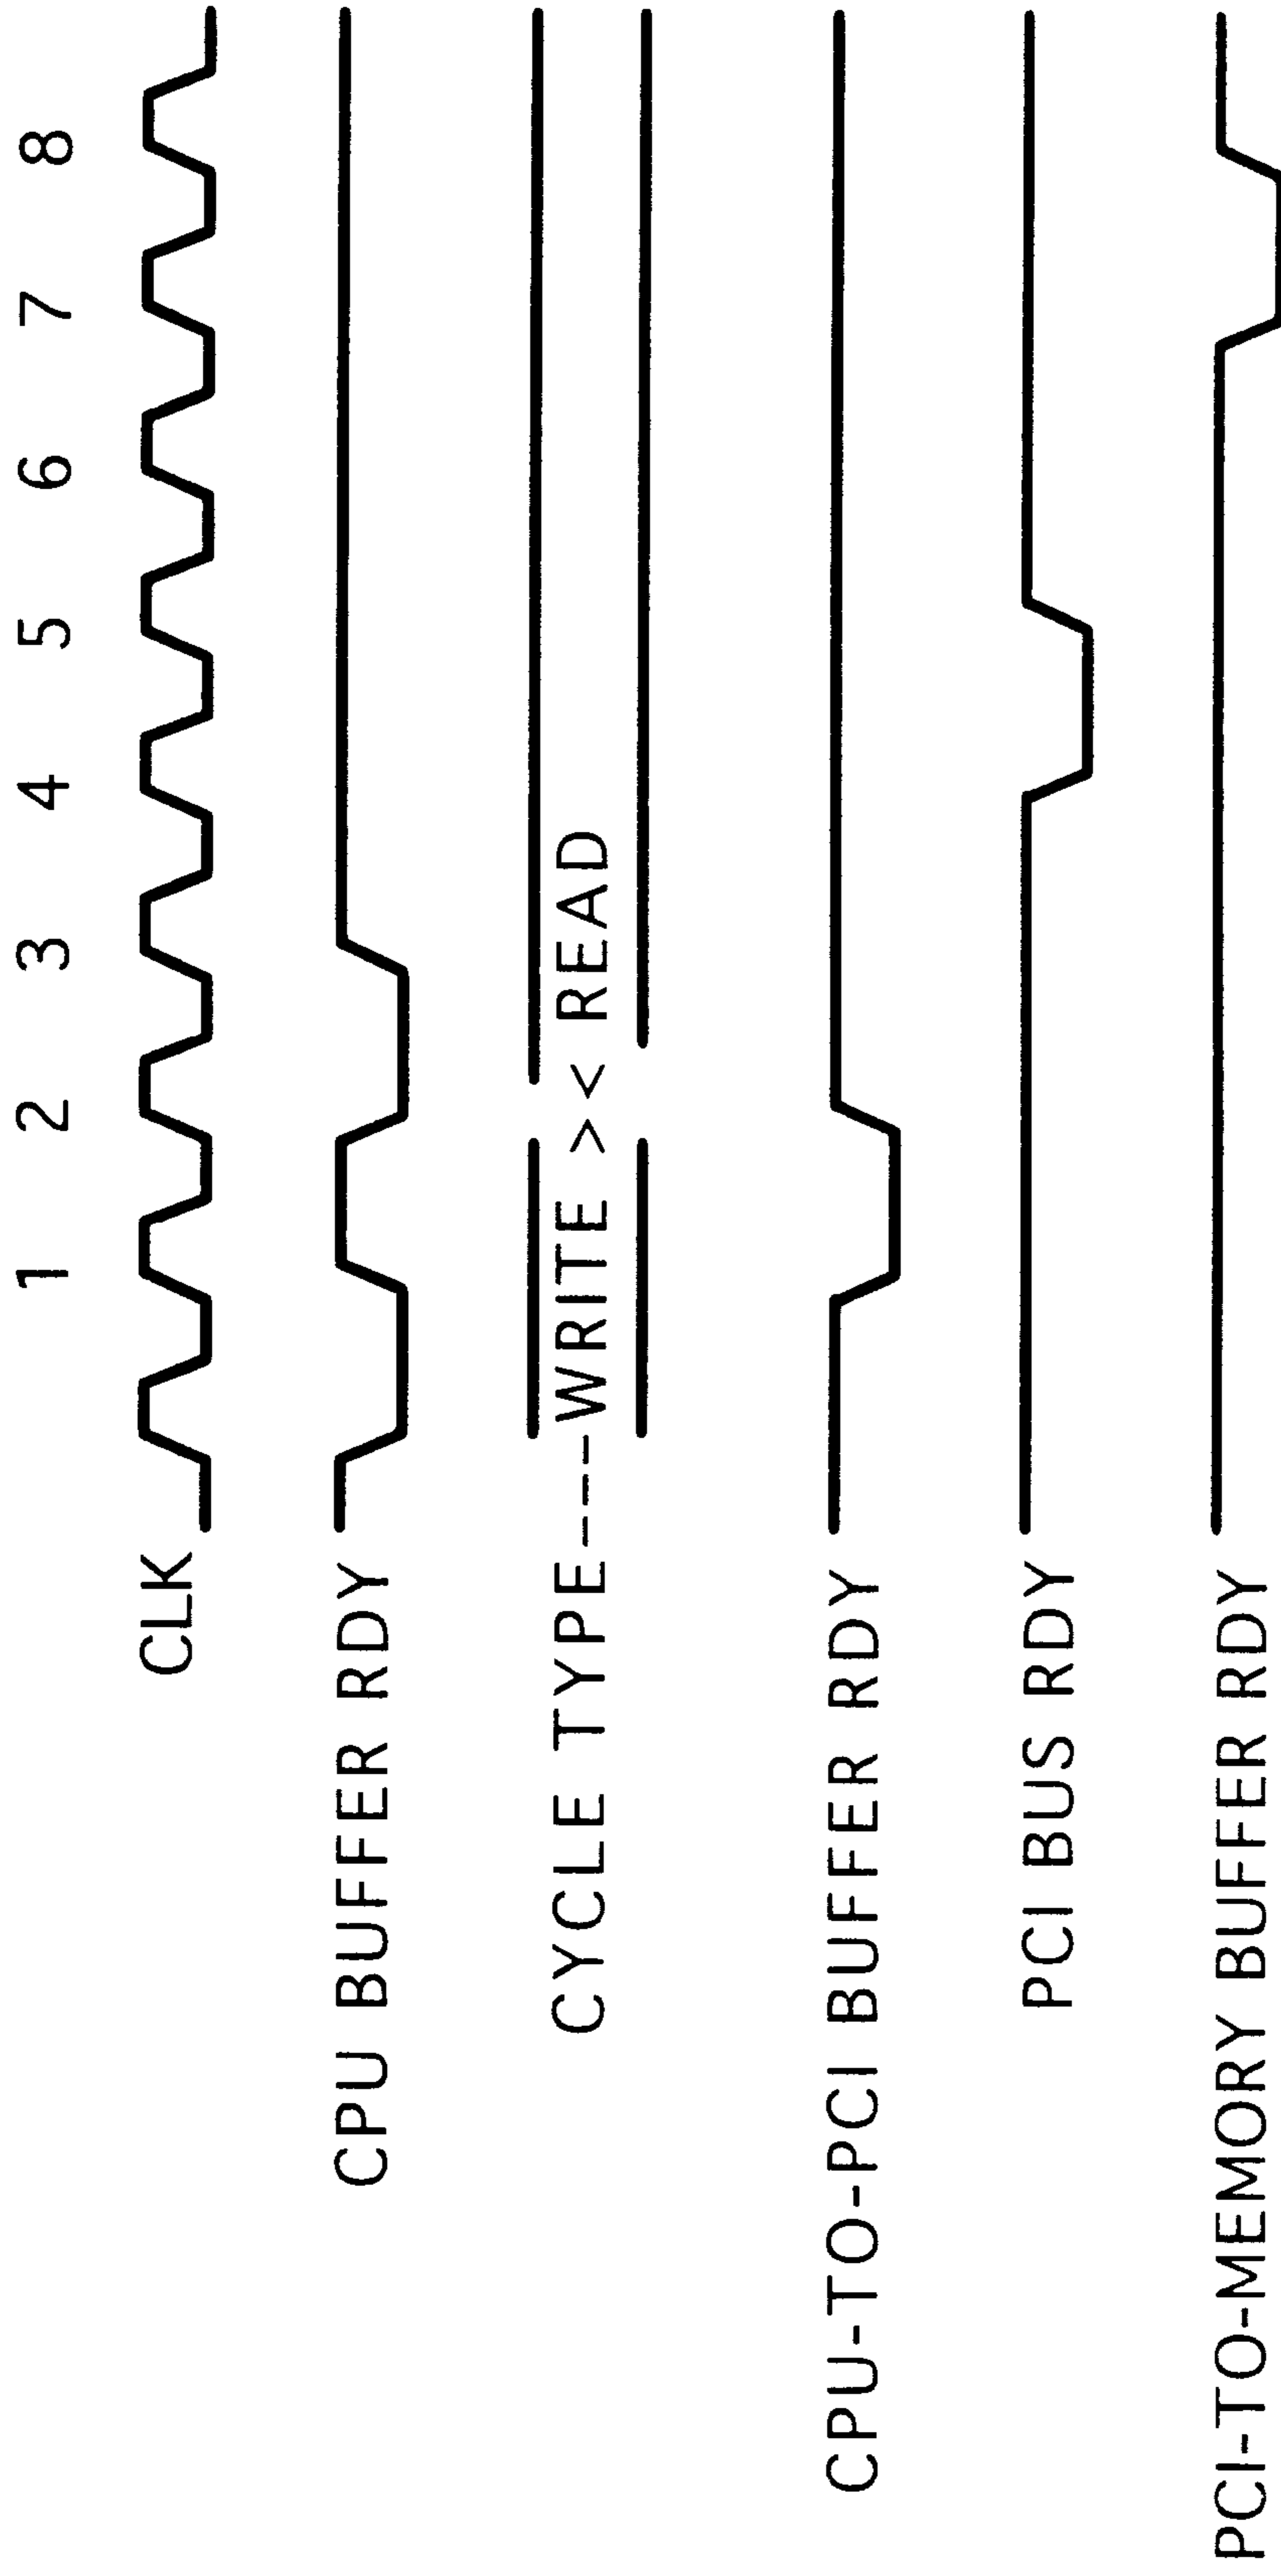 1 2 3 4 5 6 7 8
CLK
CPU BUFFER RDY
CYCLE TYPE----WRITE > < READ
CPU-TO-PCI BUFFER RDY
PCI BUS RDY
PCI-TO-MEMORY BUFFER RDY